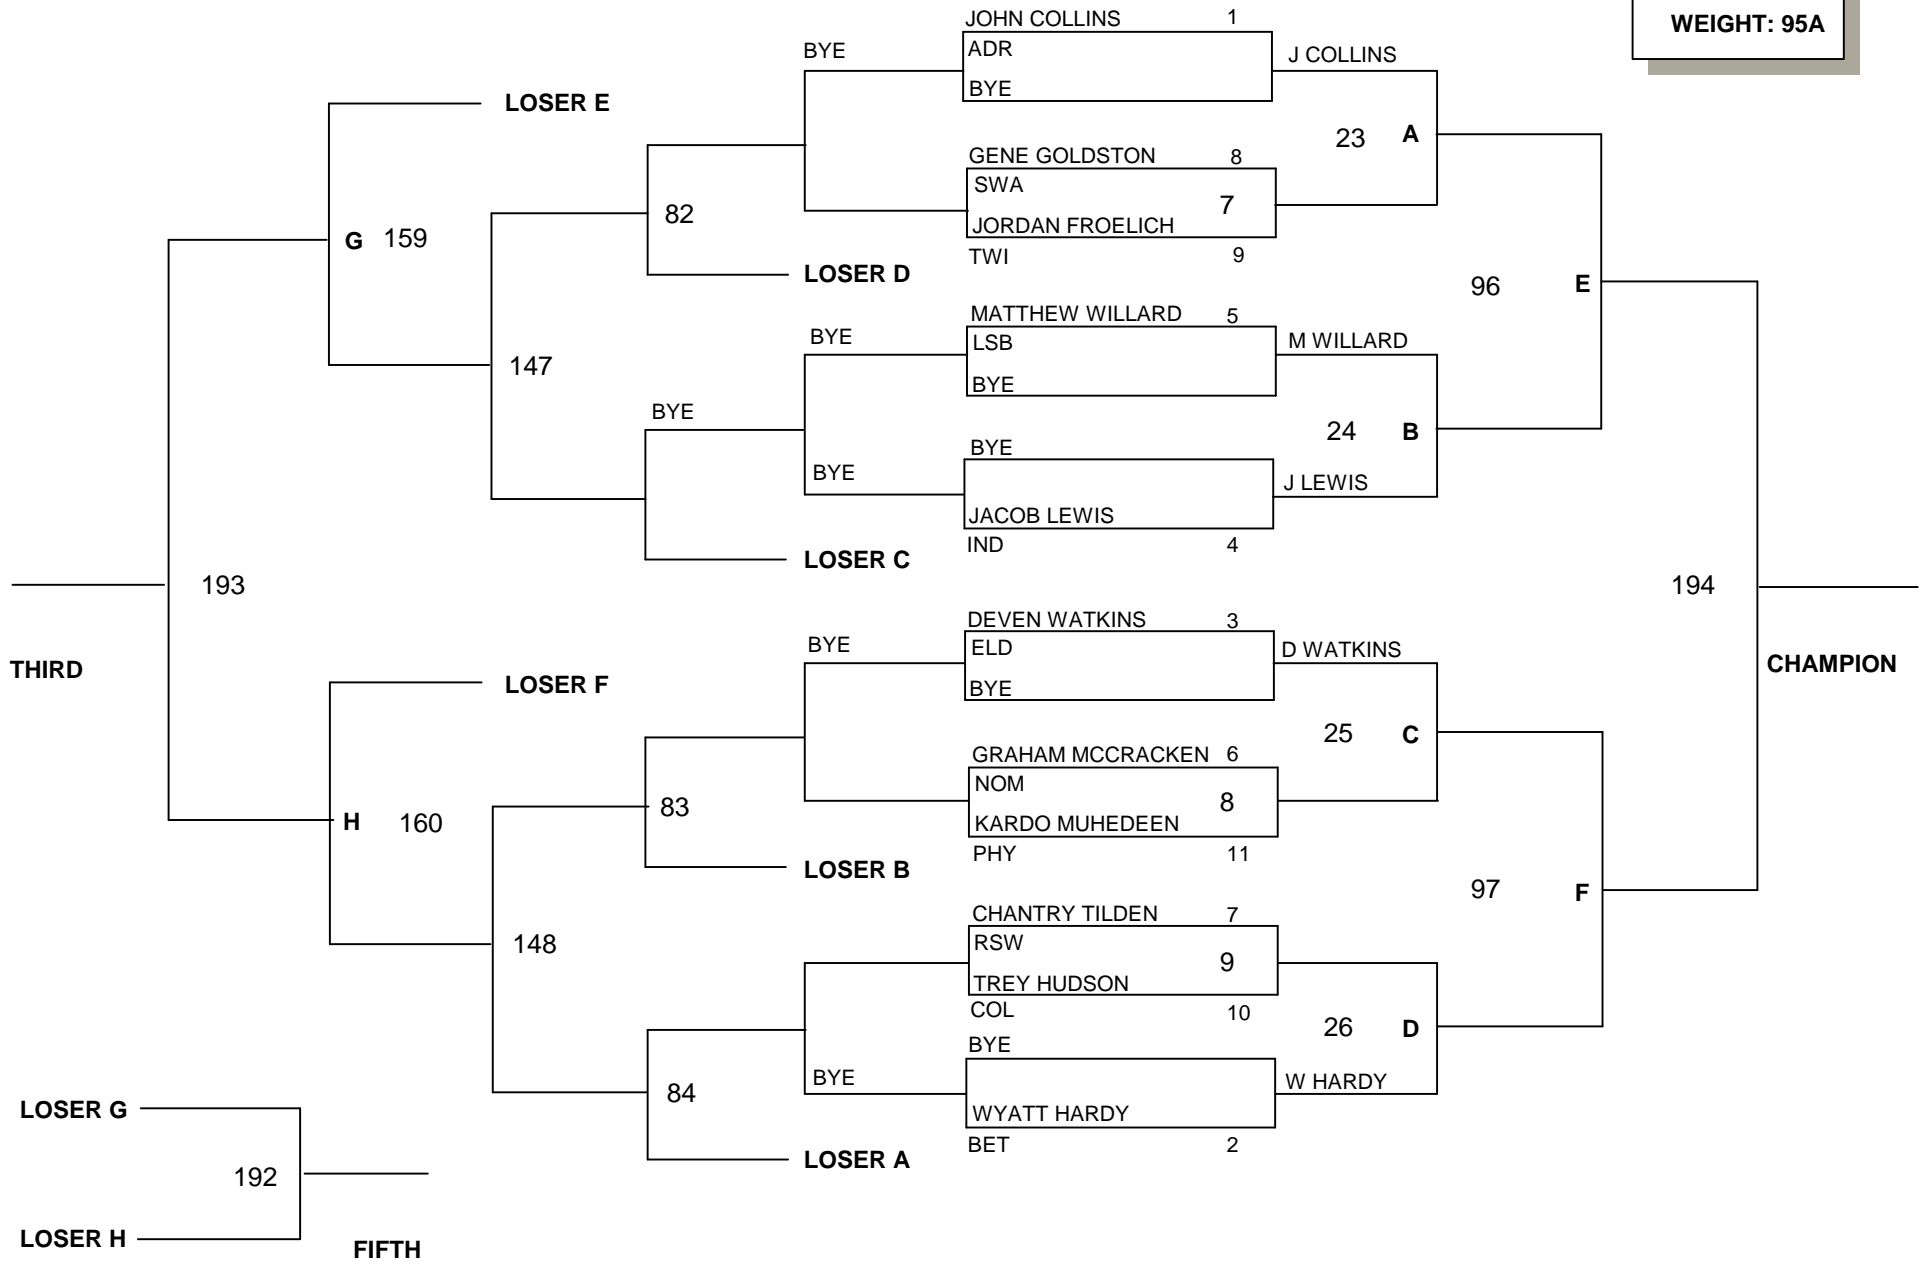 WEIGHT: 95A
JOHN COLLINS 1
ADR
BYE
BYE
J COLLINS
LOSER E
23 A
GENE GOLDSTON 8
SWA
7
JORDAN FROELICH
TWI 9
82
G 159
LOSER D
96 E
MATTHEW WILLARD 5
BYE
LSB
M WILLARD
BYE
147
BYE
24 B
BYE
BYE
J LEWIS
JACOB LEWIS
IND 4
LOSER C
193
194
DEVEN WATKINS 3
BYE
ELD
D WATKINS
BYE
THIRD
CHAMPION
LOSER F
25 C
GRAHAM MCCRACKEN 6
NOM
8
KARDO MUHEDEEN
PHY 11
83
H 160
LOSER B
97 F
CHANTRY TILDEN 7
RSW
9
TREY HUDSON
COL 10
148
26 D
BYE
BYE
W HARDY
84
WYATT HARDY
BET 2
LOSER A
LOSER G
192
LOSER H
FIFTH